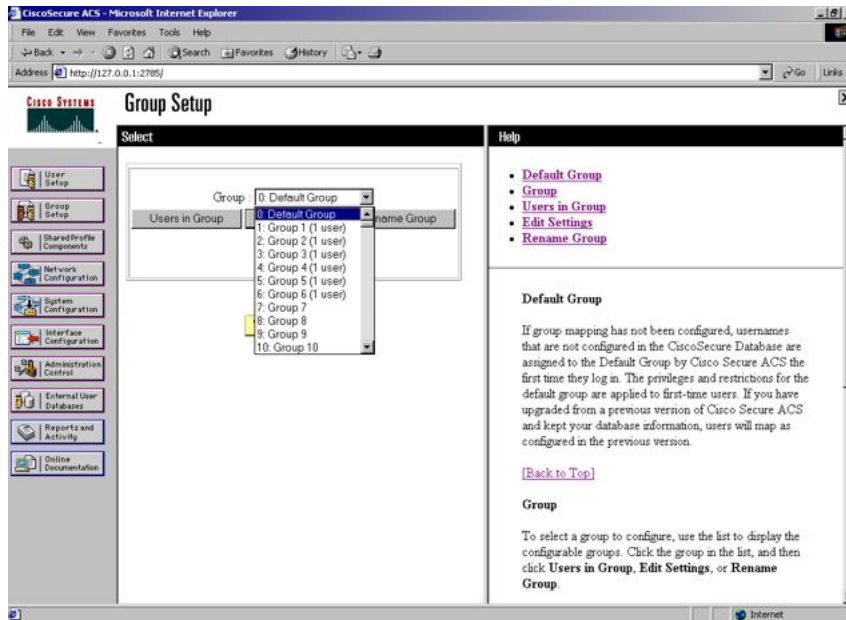 CiscoSecure ACS - Microsoft Internet Explorer
File Edit View Favorites Tools Help
Back Search Favorites History
Address http://127.0.0.1:2785/ Go Links
CISCO SYSTEMS
Group Setup
Select
Help
User Setup
Group Setup
Shared Profile Components
Network Configuration
System Configuration
Interface Configuration
Administration Control
External User Databases
Reports and Activity
Online Documentation
Group : 0: Default Group
Users in Group
name Group
0: Default Group
1: Group 1 (1 user)
2: Group 2 (1 user)
3: Group 3 (1 user)
4: Group 4 (1 user)
5: Group 5 (1 user)
6: Group 6 (1 user)
7: Group 7
8: Group 8
9: Group 9
10: Group 10
• Default Group
• Group
• Users in Group
• Edit Settings
• Rename Group
Default Group
If group mapping has not been configured, usernames
that are not configured in the CiscoSecure Database are
assigned to the Default Group by Cisco Secure ACS the
first time they log in. The privileges and restrictions for the
default group are applied to first-time users. If you have
upgraded from a previous version of Cisco Secure ACS
and kept your database information, users will map as
configured in the previous version.
[Back to Top]
Group
To select a group to configure, use the list to display the
configurable groups. Click the group in the list, and then
click Users in Group, Edit Settings, or Rename
Group.
Internet